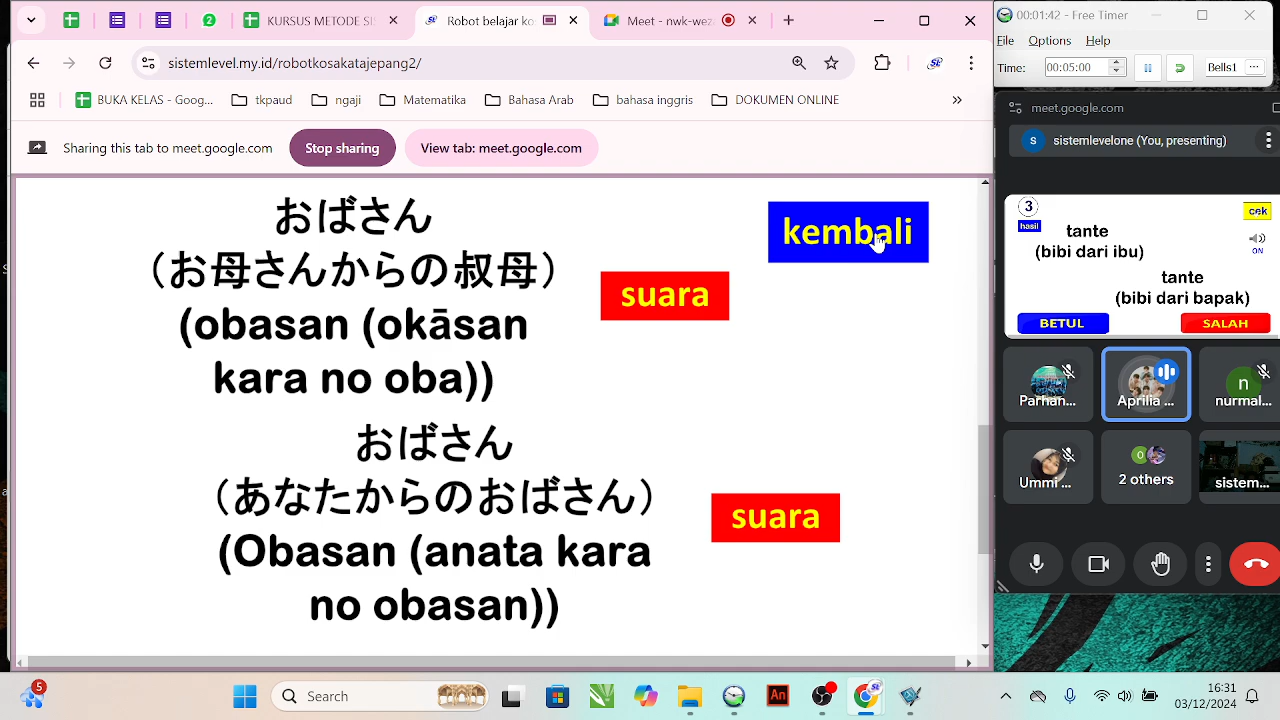 2
KURSUS METODE SI
Robot belajar ko
Meet - nwk-wez
sistemlevel.my.id/robotkosakatajepang2/
BUKA KELAS - Goog...
tkpaud
ngaji
Matematika
Bahasa Arab
bahasa inggris
DOKUMEN ONLINE
Sharing this tab to meet.google.com
Stop sharing
View tab: meet.google.com
おばさん
（お母さんからの叔母）
(obasan (okāsan
kara no oba))
suara
kembali
おばさん
（あなたからのおばさん）
(Obasan (anata kara
no obasan))
suara
00:01:42 - Free Timer
File Options Help
Time: 00:05:00 Bells1 ...
meet.google.com
s sistemlevelone (You, presenting)
3
cek
hasil
tante
(bibi dari ibu)
ON
tante
(bibi dari bapak)
BETUL
SALAH
Parhan...
Aprilia ...
n
nurmal...
Ummi ...
2 others
sistem...
5
Search
An
16:31
03/12/2024